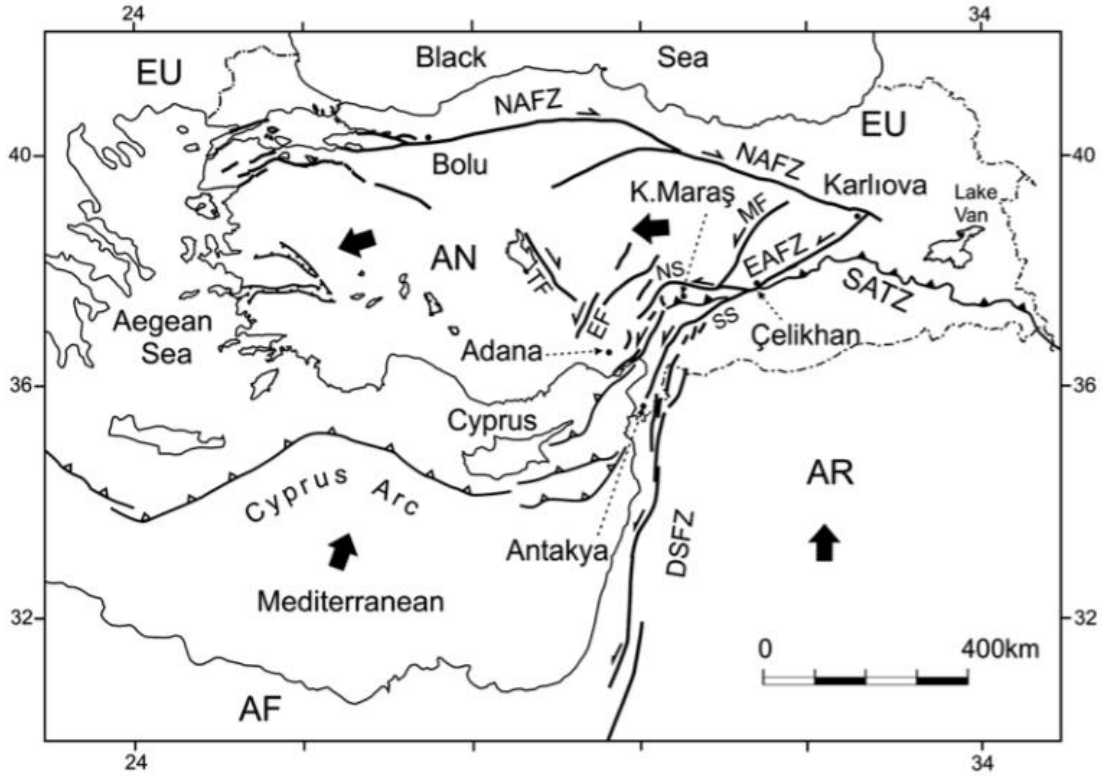 24
34
EU
Black
Sea
NAFZ
EU
40
40
Bolu
NAFZ
K.Maraş
Karlıova
Lake
Van
MF
AN
EAFZ
NS
TF
SATZ
Aegean
Sea
EF
SS
Adana
Çelikhan
36
36
Cyprus
Cyprus Arc
AR
Antakya
DSFZ
Mediterranean
32
32
0
400km
AF
24
34